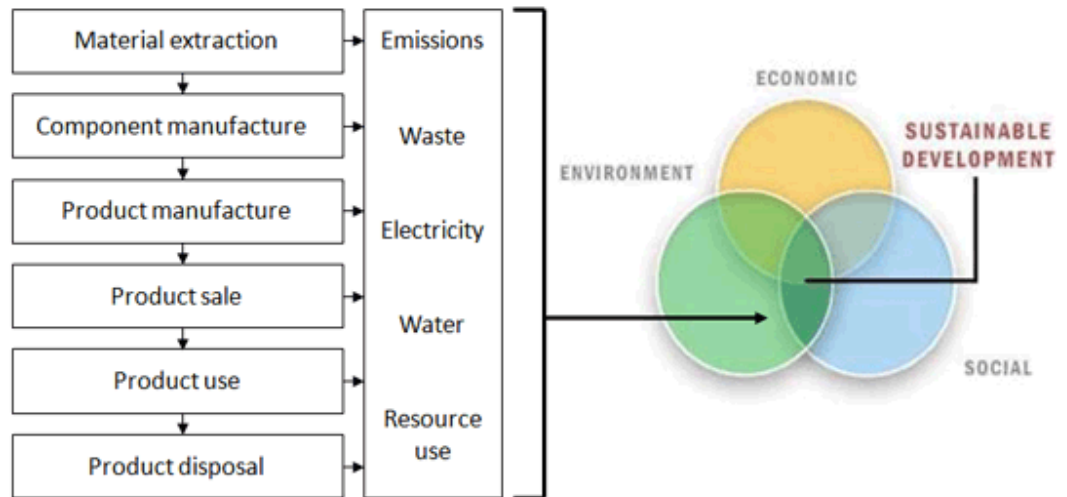 Material extraction
Component manufacture
Product manufacture
Product sale
Product use
Product disposal
Emissions
Waste
Electricity
Water
Resource
use
ECONOMIC
ENVIRONMENT
SUSTAINABLE
DEVELOPMENT
SOCIAL